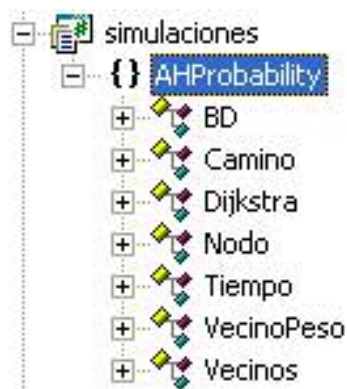 simulaciones
{} AHProbability
BD
Camino
Dijkstra
Nodo
Tiempo
VecinoPeso
Vecinos